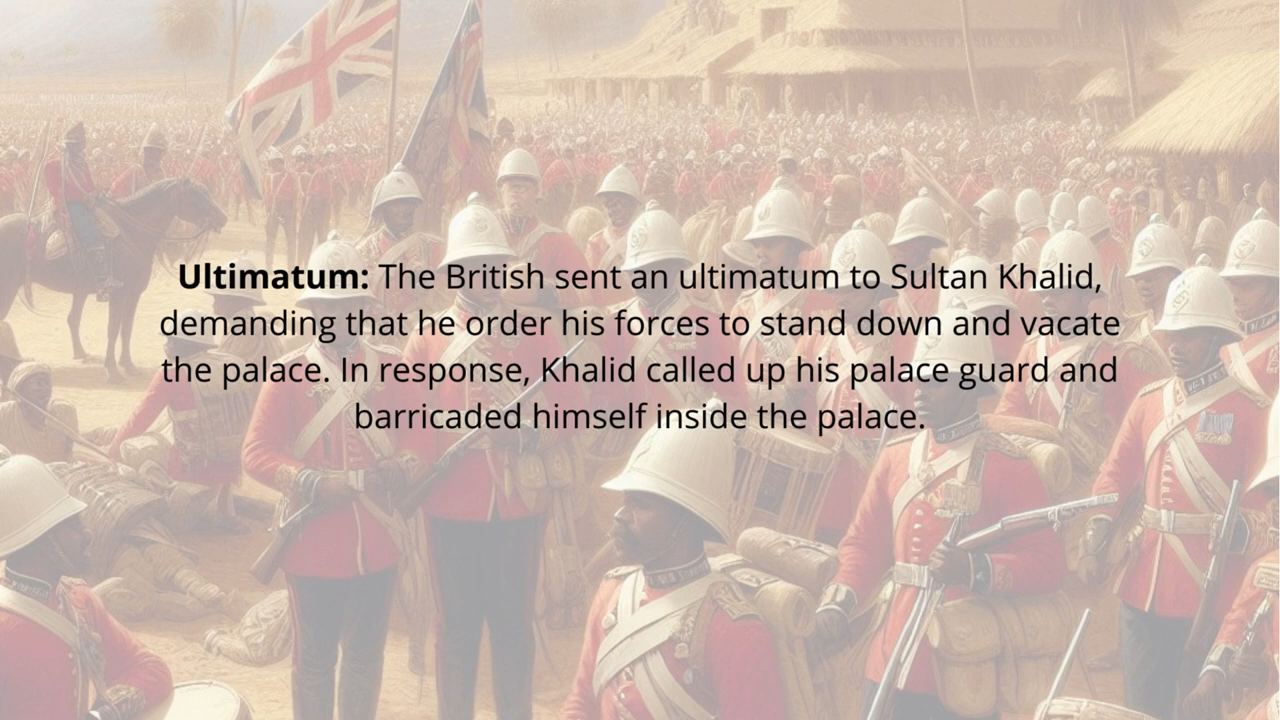 Ultimatum: The British sent an ultimatum to Sultan Khalid,
demanding that he order his forces to stand down and vacate
the palace. In response, Khalid called up his palace guard and
barricaded himself inside the palace.